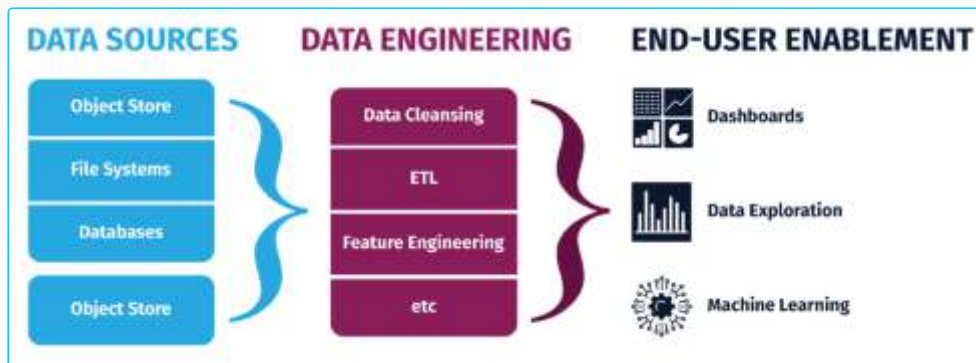 DATA SOURCES
Object Store
File Systems
Databases
Object Store
DATA ENGINEERING
Data Cleansing
ETL
Feature Engineering
etc
END-USER ENABLEMENT
Dashboards
Data Exploration
Machine Learning